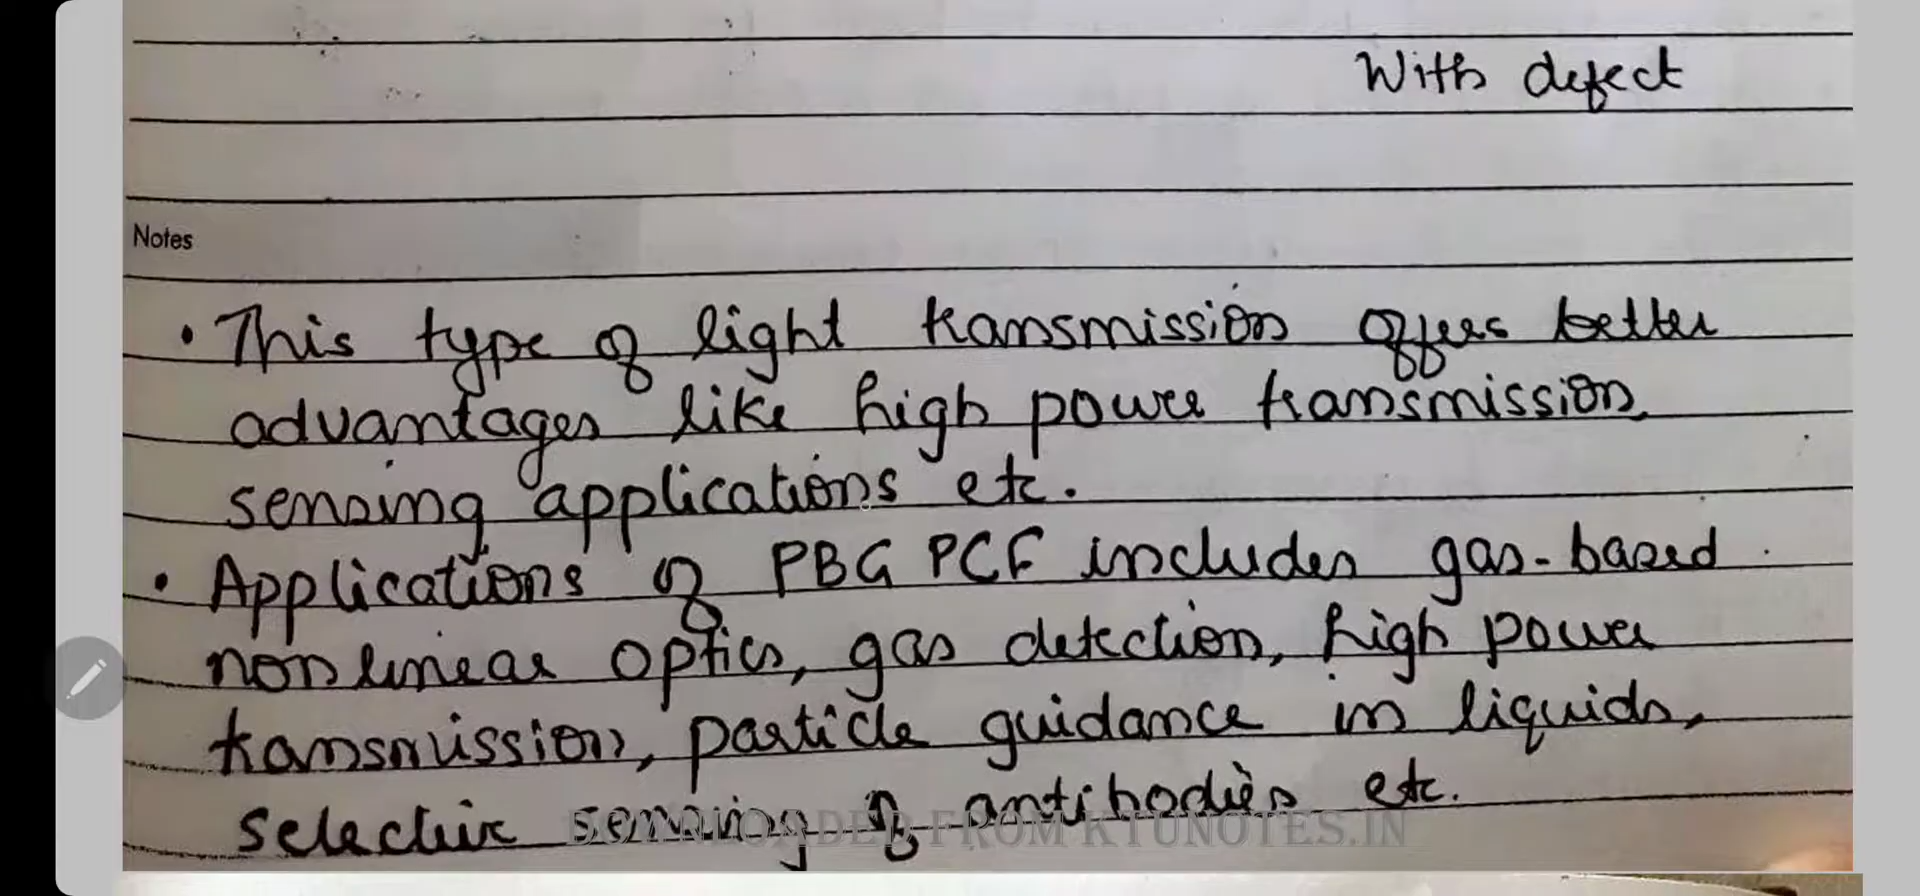 With defect
Notes
• This type of light transmission offers better
advantages like high power transmission
sensing applications etc.
• Applications of PBG PCF includes gas-based
nonlinear optics, gas detection, high power
transmission, particle guidance in liquids,
selective sensing of antibodies etc.
DOWNLOADED FROM KTUNOTES.IN